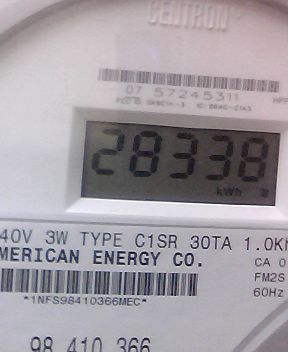 CENTRON®
07 57245311
28338
kWh
40V 3W TYPE C1SR 30TA 1.0Kh
MERICAN ENERGY CO.
CA 0
FM2S
60Hz
*1NFS98410366MEC*
98 410 366